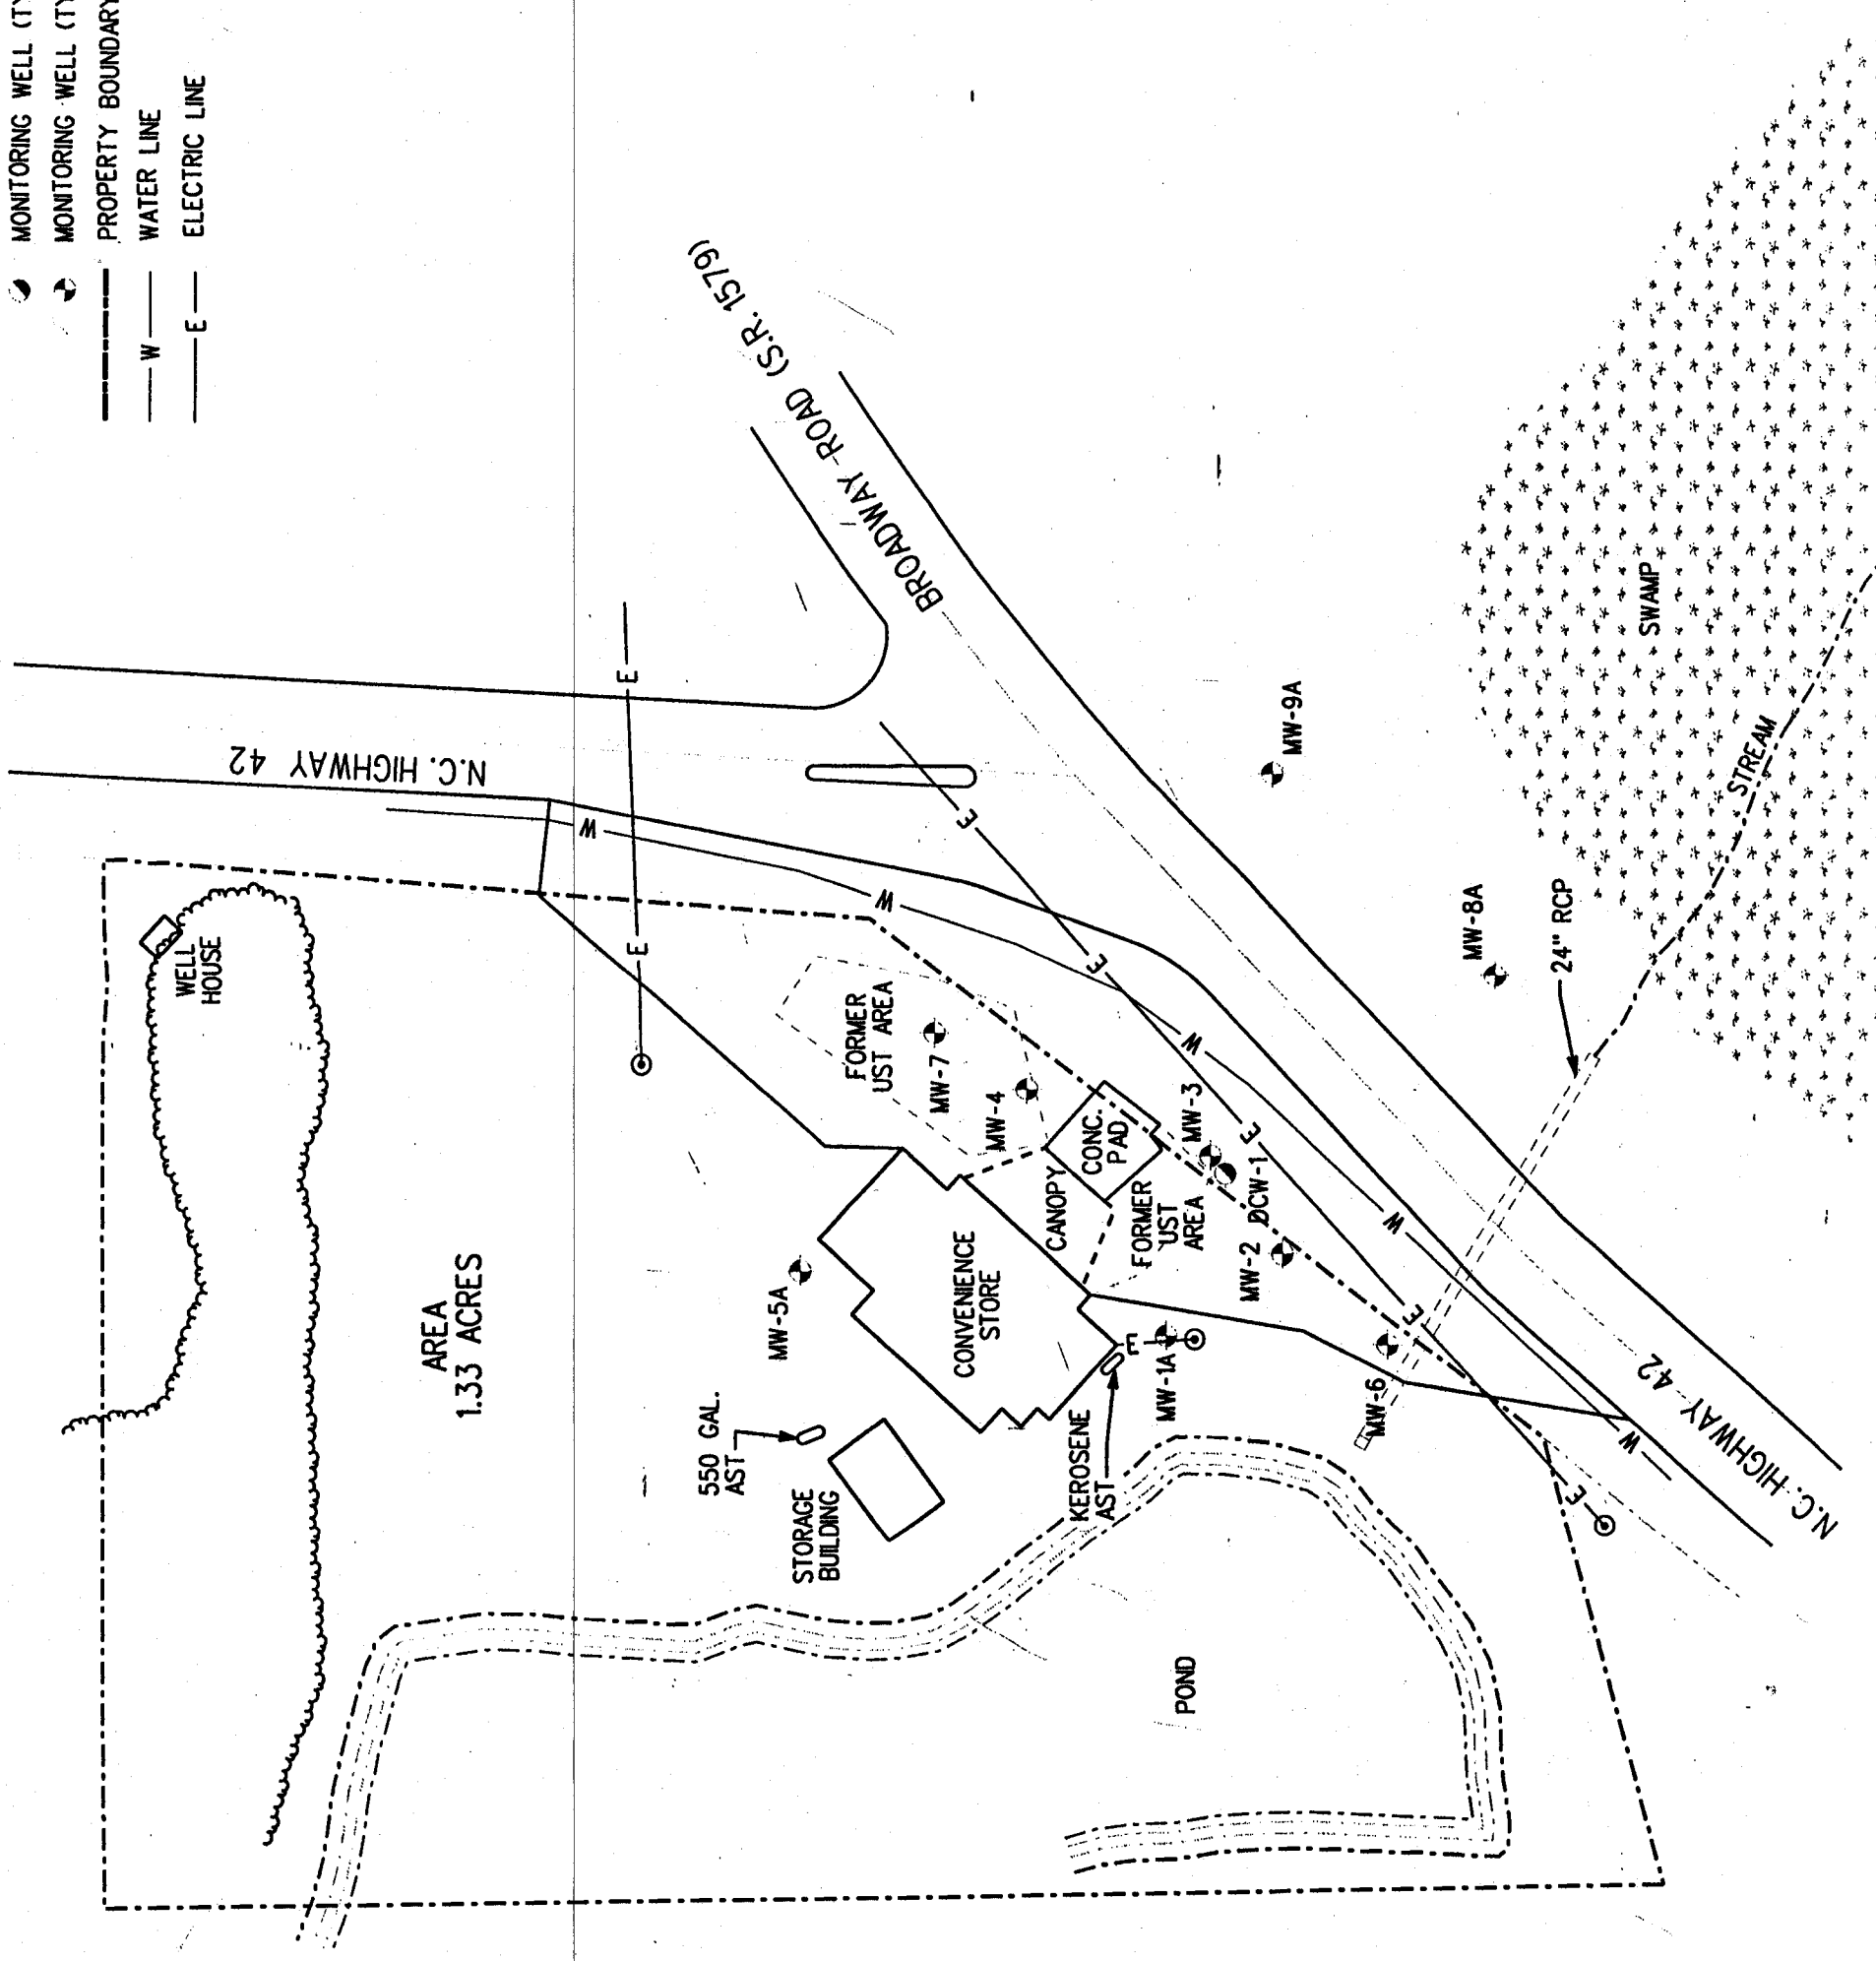 MONITORING WELL (TY
MONITORING WELL (TY
PROPERTY BOUNDARY
W
WATER LINE
E
ELECTRIC LINE
BROADWAY ROAD (S.R. 1579)
N.C. HIGHWAY 42
E
E
E
E
E
E
E
E
W
W
W
W
W
WELL
HOUSE
AREA
1.33 ACRES
FORMER
UST AREA
MW-7
MW-4
CONC.
PAD
CANOPY
MW-3
DCW-1
FORMER
UST
AREA
MW-2
MW-5A
CONVENIENCE
STORE
MW-1A
MW-6
550 GAL.
AST
STORAGE
BUILDING
KEROSENE
AST
POND
MW-9A
MW-8A
24" RCP
SWAMP
STREAM
N.C. HIGHWAY 42